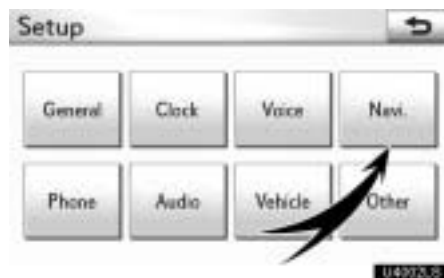 Setup
General Clock Voice Navi.
Phone Audio Vehicle Other